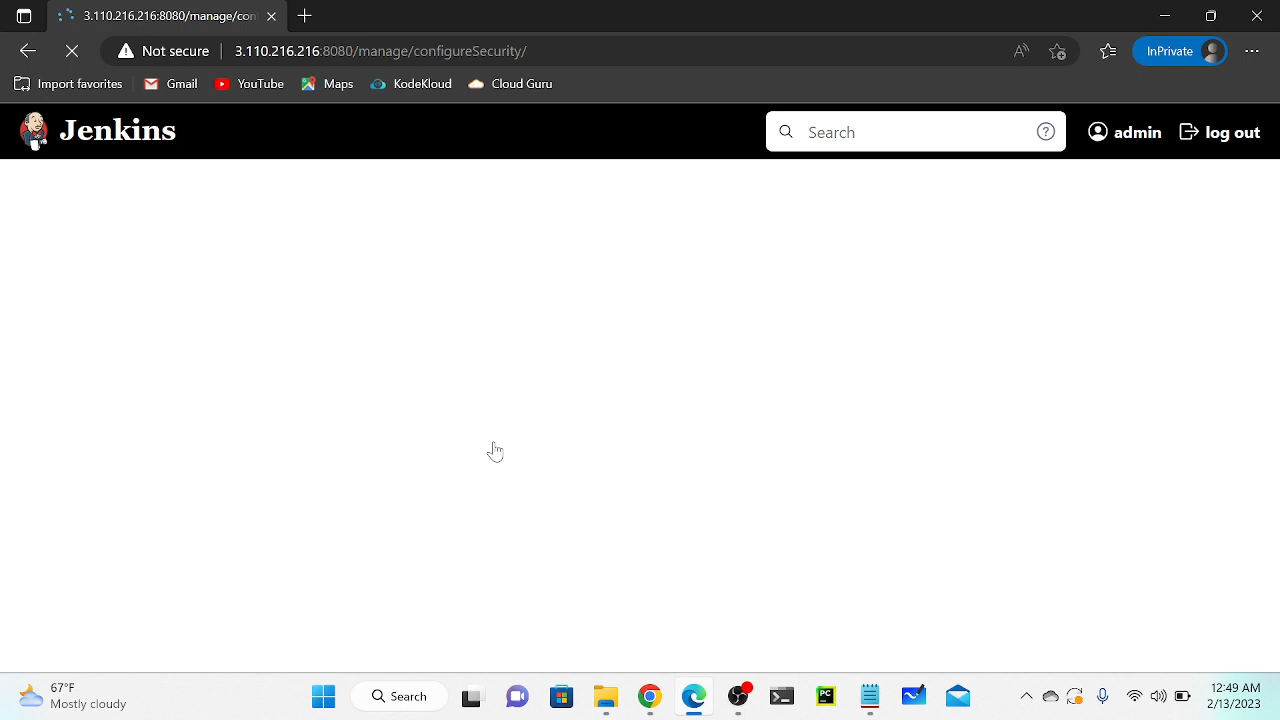 3.110.216.216:8080/manage/con
Not secure
3.110.216.216:8080/manage/configureSecurity/
InPrivate
Import favorites
Gmail
YouTube
Maps
KodeKloud
Cloud Guru
Jenkins
Search
admin
log out
67°F
Mostly cloudy
Search
PC
12:49 AM
2/13/2023